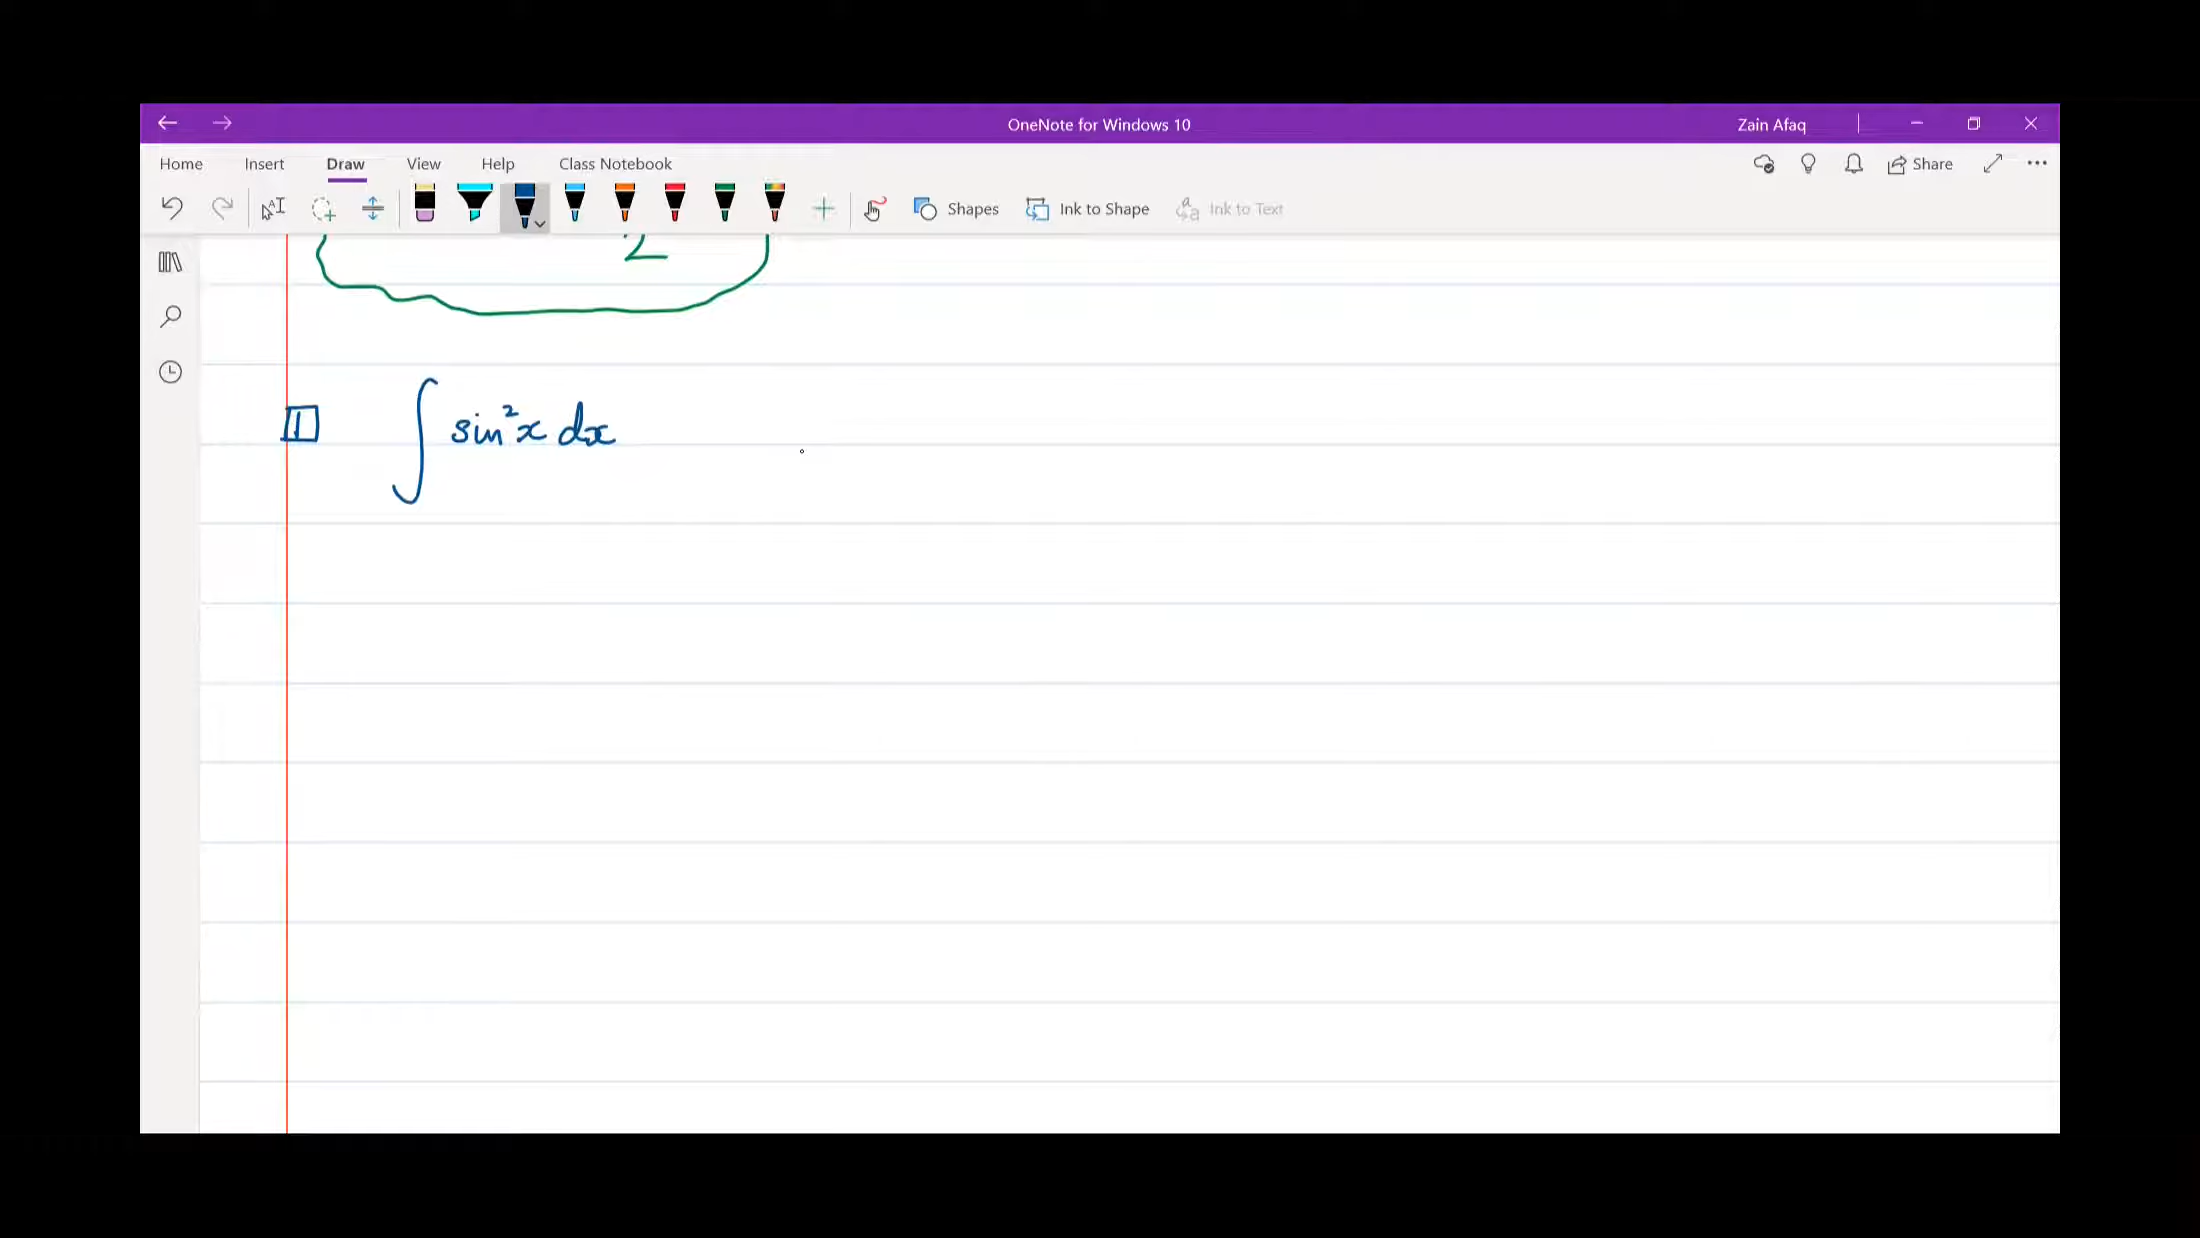 OneNote for Windows 10
Zain Afaq
Home Insert Draw View Help Class Notebook Share
Shapes Ink to Shape Ink to Text
2
1 ∫ sin²x dx